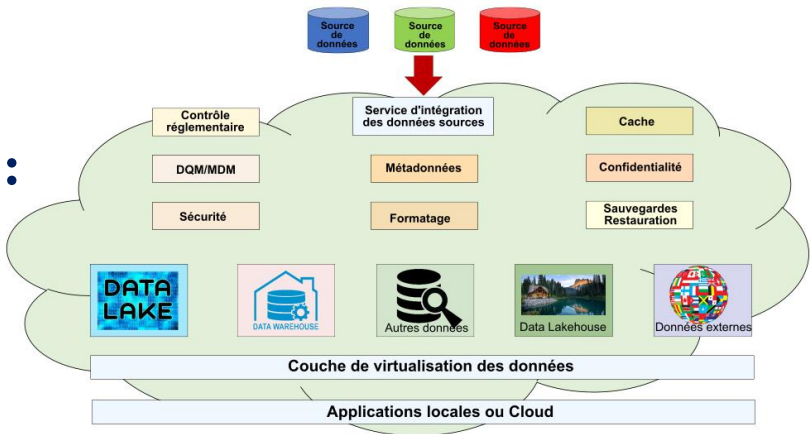 Source
de
données
Source
de
données
Source
de
données
Contrôle
réglementaire
Service d'intégration
des données sources
Cache
DQM/MDM
Métadonnées
Confidentialité
Sécurité
Formatage
Sauvegardes
Restauration
DATA
LAKE
DATA WAREHOUSE
Autres données
Data Lakehouse
Données externes
Couche de virtualisation des données
Applications locales ou Cloud